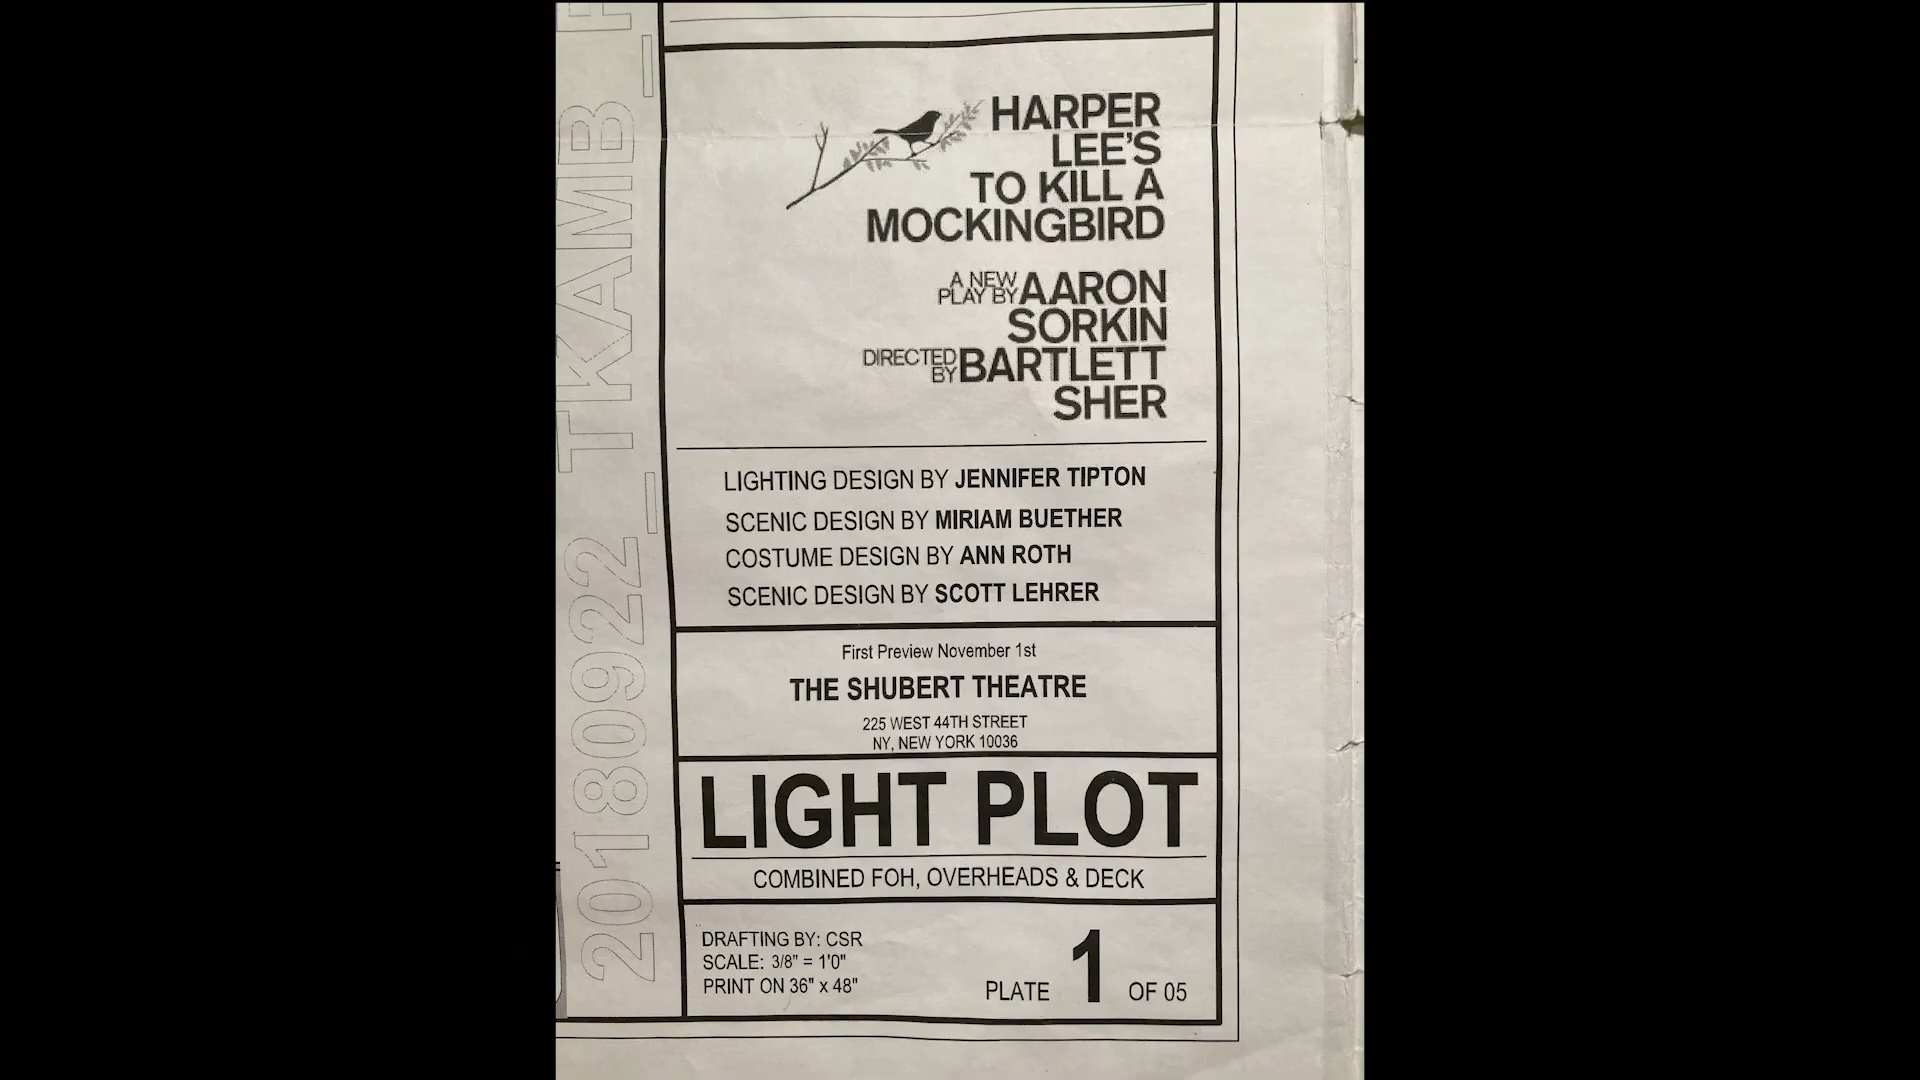 HARPER
LEE'S
TO KILL A
MOCKINGBIRD
A NEW
PLAY BY AARON
SORKIN
DIRECTED
BY BARTLETT
SHER
LIGHTING DESIGN BY JENNIFER TIPTON
SCENIC DESIGN BY MIRIAM BUETHER
COSTUME DESIGN BY ANN ROTH
SCENIC DESIGN BY SCOTT LEHRER
First Preview November 1st
THE SHUBERT THEATRE
225 WEST 44TH STREET
NY, NEW YORK 10036
LIGHT PLOT
COMBINED FOH, OVERHEADS & DECK
DRAFTING BY: CSR
SCALE: 3/8" = 1'0"
PRINT ON 36" x 48"
PLATE 1 OF 05
20180922_TKAMB_